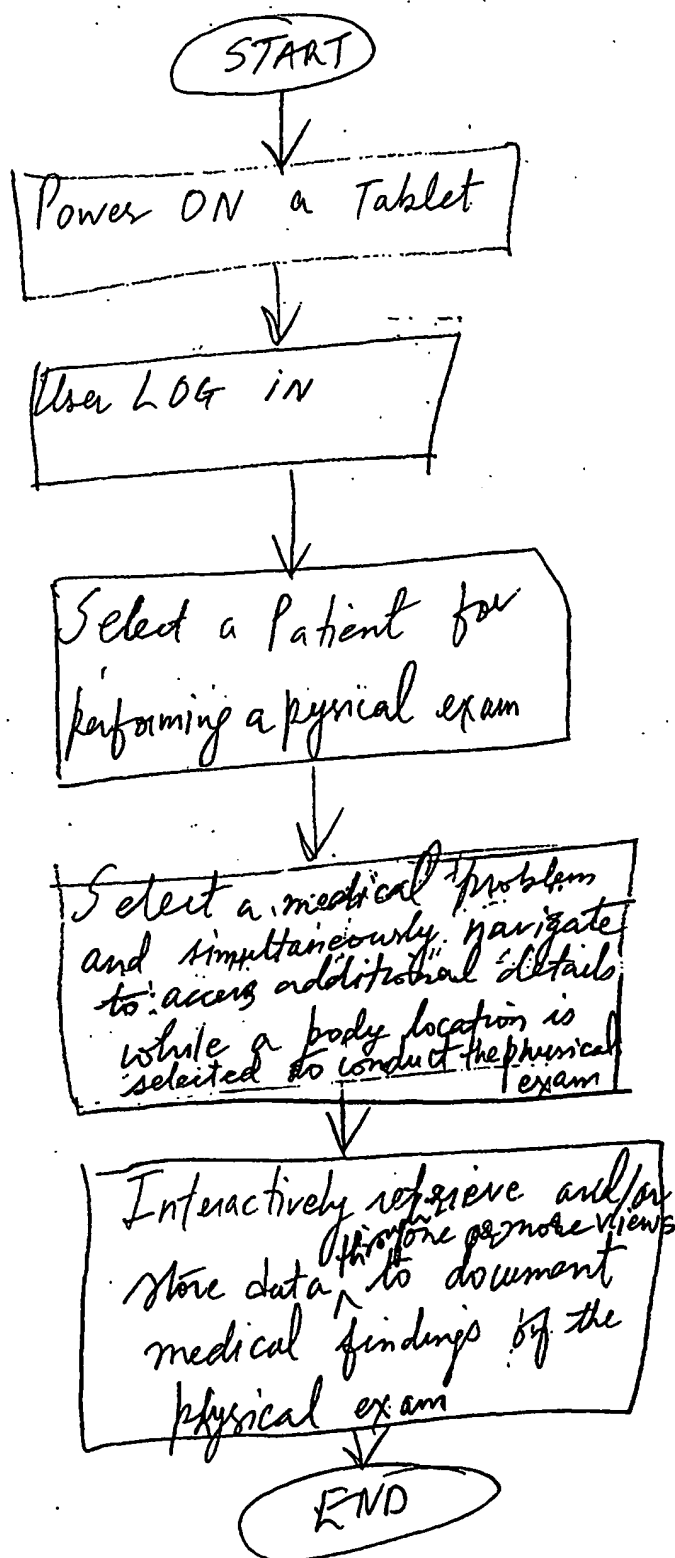 START
Power ON a Tablet
User LOG iN
Select a Patient for
performing a pysical exam
Select a medical problem
and simultaneously navigate
to access additional details
while a body location is
selected to conduct the physical
exam
Interactively retrieve and/or
through one or more views
store data ^ to document
medical findings of the
physical exam
END